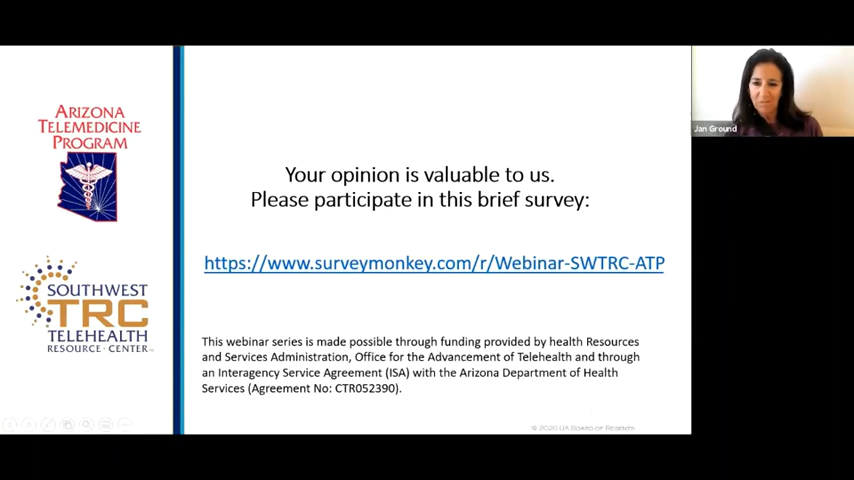 ARIZONA
TELEMEDICINE
PROGRAM
SOUTHWEST
TRC
TELEHEALTH
RESOURCE · CENTER
Your opinion is valuable to us.
Please participate in this brief survey:
https://www.surveymonkey.com/r/Webinar-SWTRC-ATP
This webinar series is made possible through funding provided by health Resources
and Services Administration, Office for the Advancement of Telehealth and through
an Interagency Service Agreement (ISA) with the Arizona Department of Health
Services (Agreement No: CTR052390).
© 2020 UA Board of Regents
Jan Ground